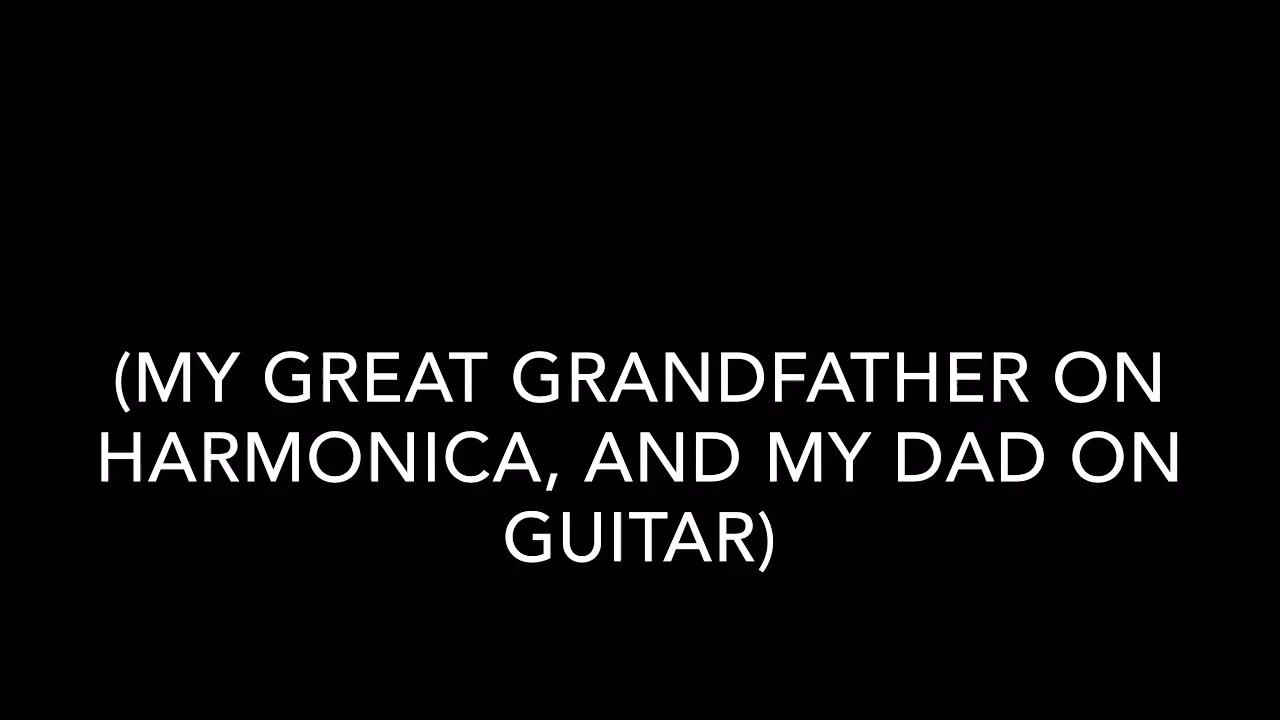 (MY GREAT GRANDFATHER ON
HARMONICA, AND MY DAD ON
GUITAR)